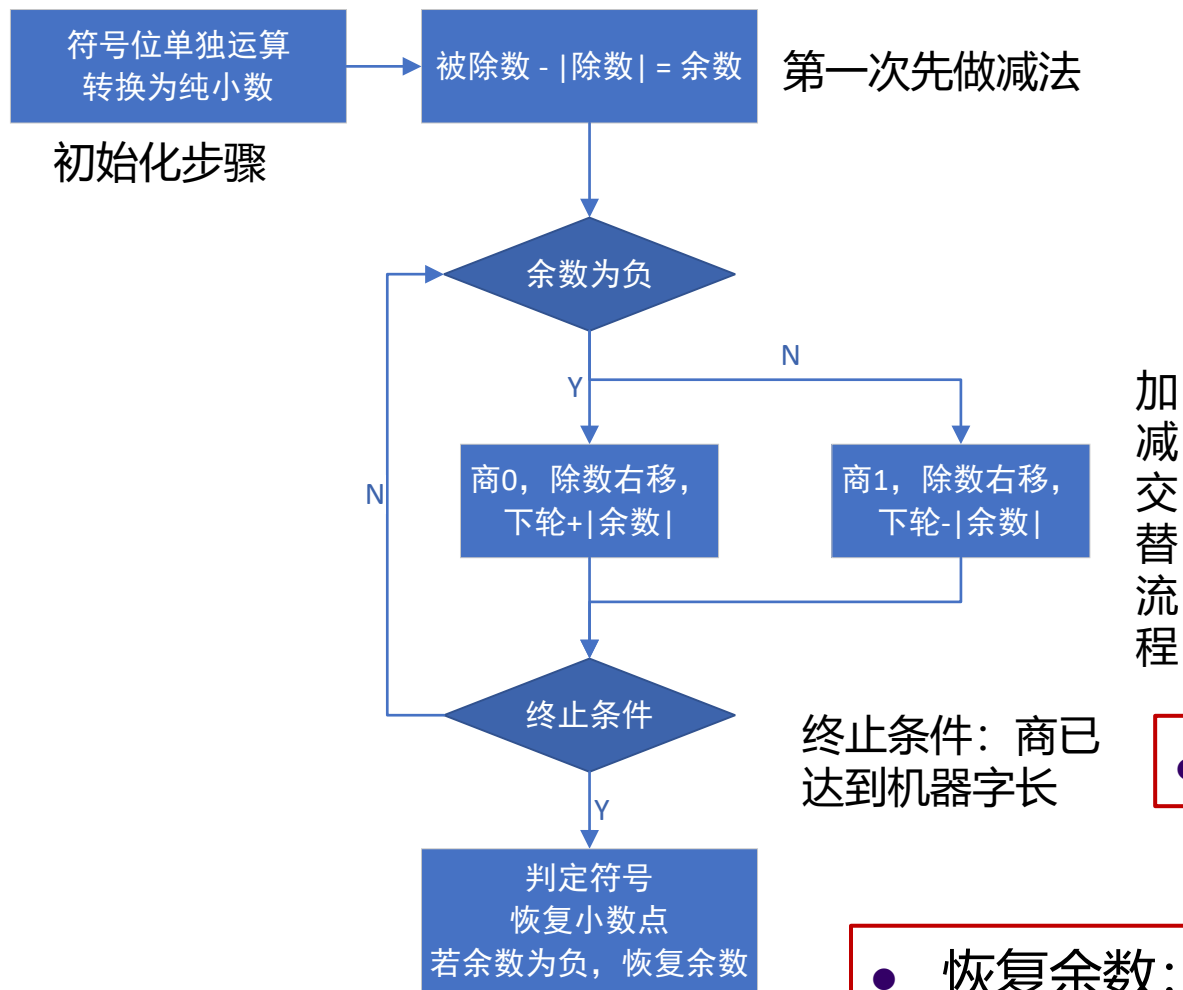 符号位单独运算
转换为纯小数
被除数 - |除数| = 余数
第一次先做减法
初始化步骤
余数为负
N
Y
商0，除数右移，
下轮+|余数|
商1，除数右移，
下轮-|余数|
加
减
交
替
流
程
N
终止条件
终止条件：商已
达到机器字长
Y
判定符号
恢复小数点
若余数为负，恢复余数
• 恢复余数：